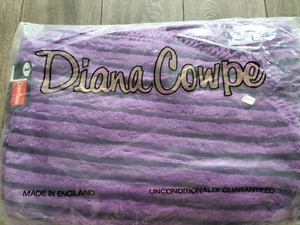 Diana Cowpe
MADE IN ENGLAND
UNCONDITIONALLY GUARANTEED